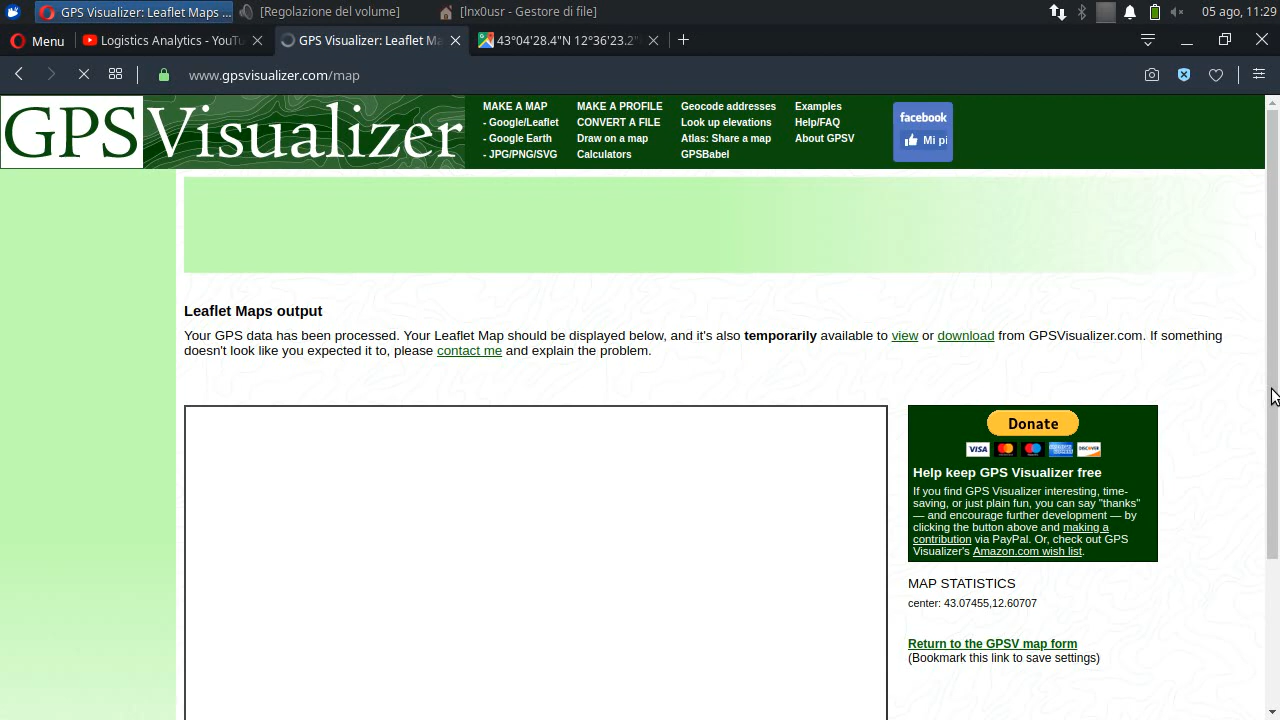 GPS Visualizer: Leaflet Maps ...
[Regolazione del volume]
[lnx0usr - Gestore di file]
05 ago, 11:29
Menu
Logistics Analytics - YouTu
GPS Visualizer: Leaflet Ma
43°04'28.4"N 12°36'23.2"
www.gpsvisualizer.com/map
GPSVisualizer
MAKE A MAP
- Google/Leaflet
- Google Earth
- JPG/PNG/SVG
MAKE A PROFILE
CONVERT A FILE
Draw on a map
Calculators
Geocode addresses
Look up elevations
Atlas: Share a map
GPSBabel
Examples
Help/FAQ
About GPSV
facebook
Mi pi
Leaflet Maps output
Your GPS data has been processed. Your Leaflet Map should be displayed below, and it's also temporarily available to view or download from GPSVisualizer.com. If something
doesn't look like you expected it to, please contact me and explain the problem.
Donate
VISA
DISCOVER
Help keep GPS Visualizer free
If you find GPS Visualizer interesting, time-
saving, or just plain fun, you can say "thanks"
— and encourage further development — by
clicking the button above and making a
contribution via PayPal. Or, check out GPS
Visualizer's Amazon.com wish list.
MAP STATISTICS
center: 43.07455,12.60707
Return to the GPSV map form
(Bookmark this link to save settings)